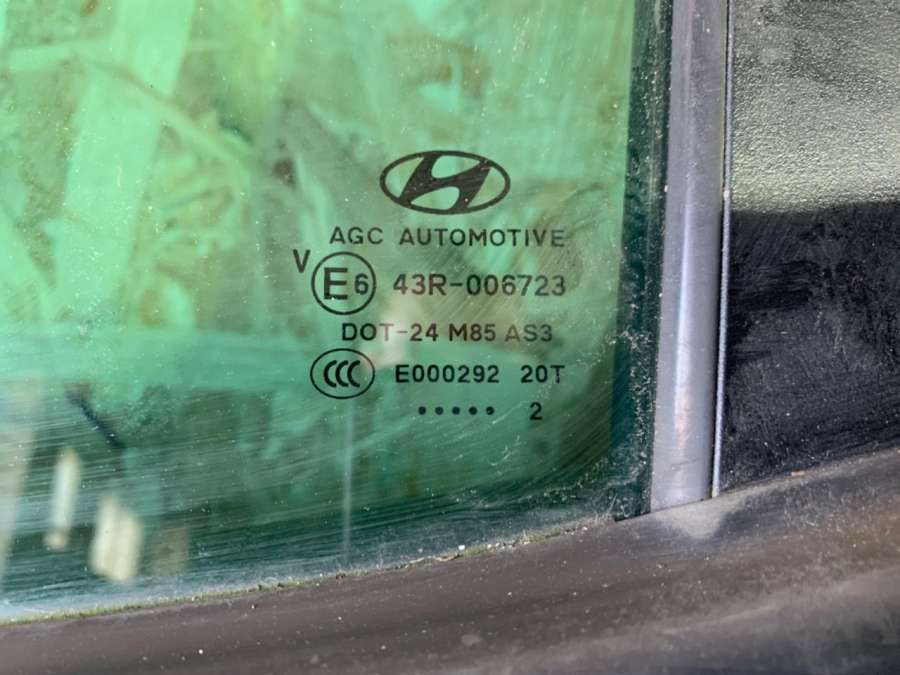 AGC AUTOMOTIVE
V E6 43R-006723
DOT-24 M85 AS3
CCC E000292 20T
••••• 2